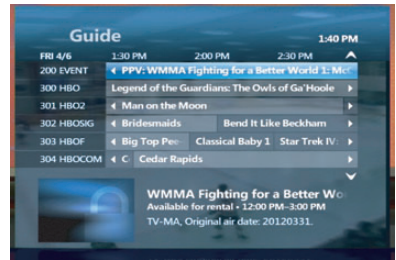 Guide 1:40 PM
FRI 4/6 1:30 PM 2:00 PM 2:30 PM
200 EVENT PPV: WMMA Fighting for a Better World 1: Mc
300 HBO Legend of the Guardians: The Owls of Ga'Hoole
301 HBO2 Man on the Moon
302 HBOSIG Bridesmaids Bend It Like Beckham
303 HBOF Big Top Pee- Classical Baby 1 Star Trek IV:
304 HBOCOM C Cedar Rapids
WMMA Fighting for a Better Wo
Available for rental • 12:00 PM–3:00 PM
TV-MA, Original air date: 20120331.